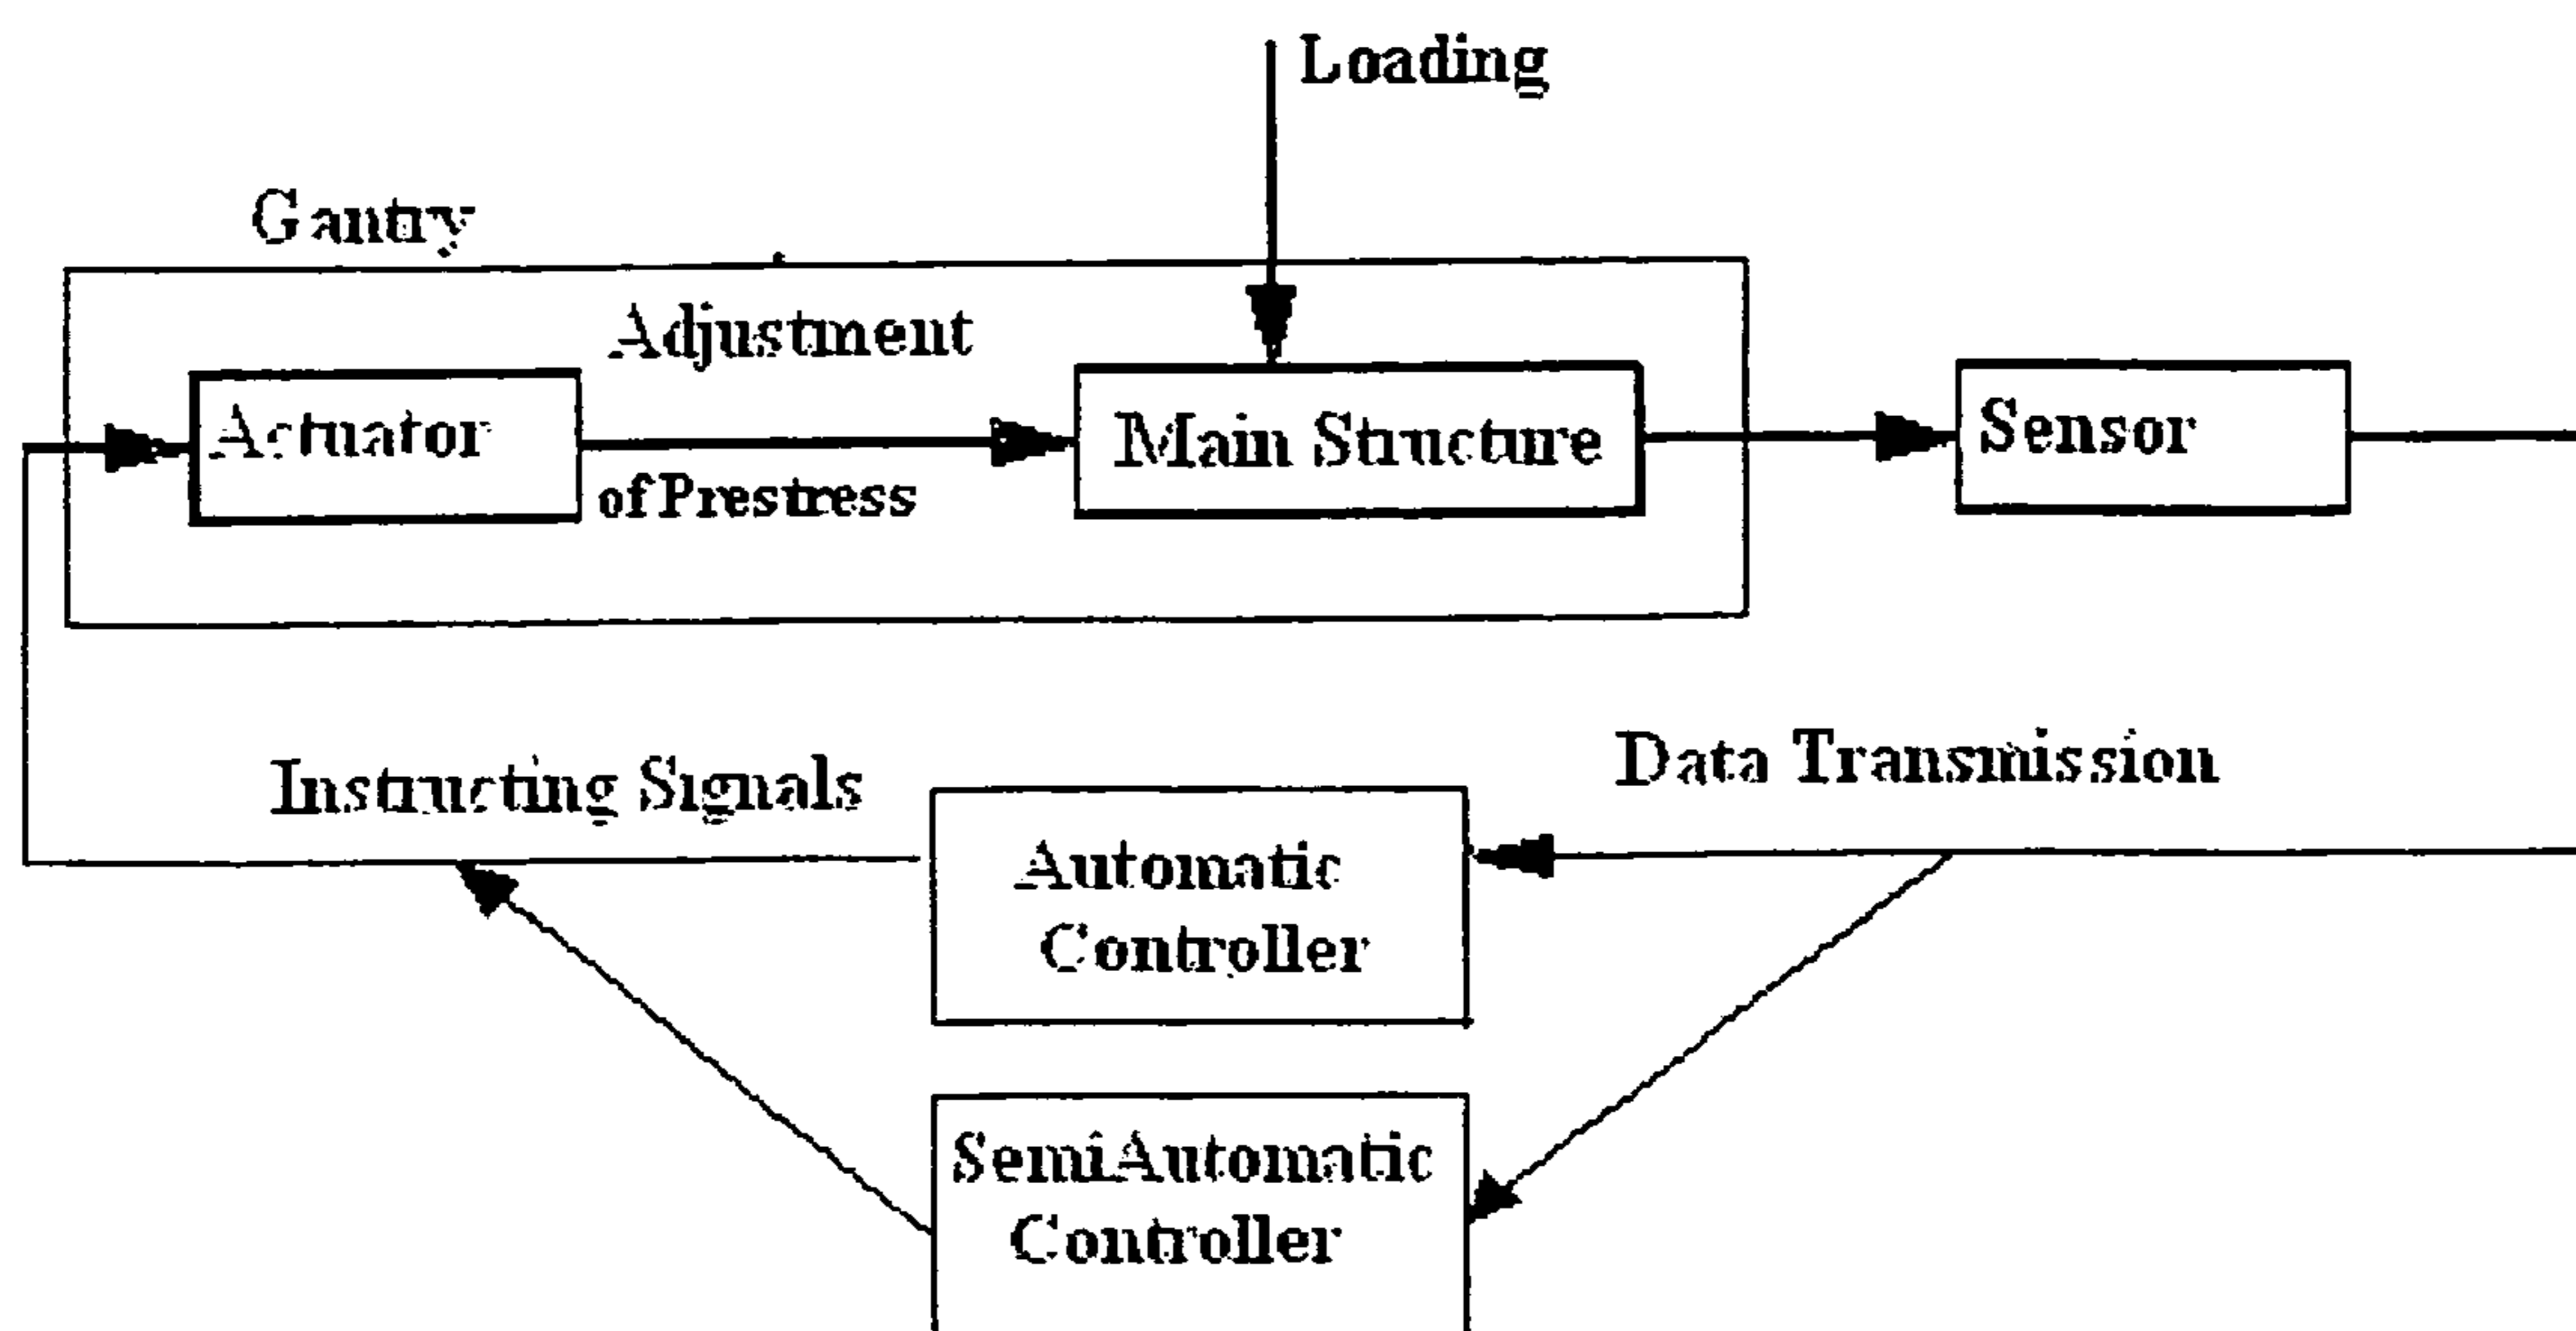 Loading
Gantry
Adjustment
Actuator
of Prestress
Main Structure
Sensor
Instructing Signals
Data Transmission
Automatic
Controller
SemiAutomatic
Controller